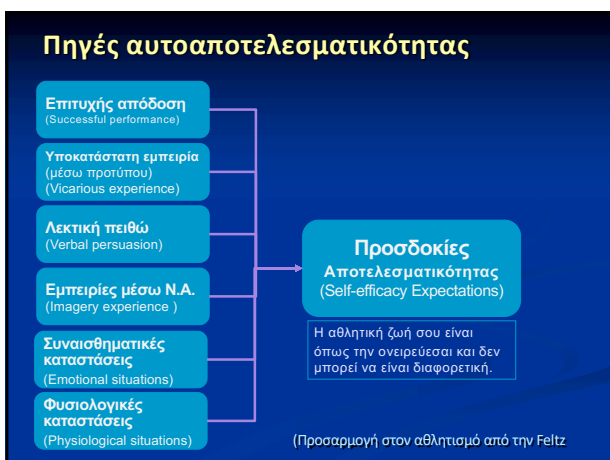 Πηγές αυτοαποτελεσματικότητας
Επιτυχής απόδοση
(Successful performance)
Υποκατάστατη εμπειρία
(μέσω προτύπου)
(Vicarious experience)
Λεκτική πειθώ
(Verbal persuasion)
Εμπειρίες μέσω Ν.Α.
(Imagery experience )
Συναισθηματικές
καταστάσεις
(Emotional situations)
Φυσιολογικές
καταστάσεις
(Physiological situations)
Προσδοκίες
Αποτελεσματικότητας
(Self-efficacy Expectations)
Η αθλητική ζωή σου είναι
όπως την ονειρεύεσαι και δεν
μπορεί να είναι διαφορετική.
(Προσαρμογή στον αθλητισμό από την Feltz